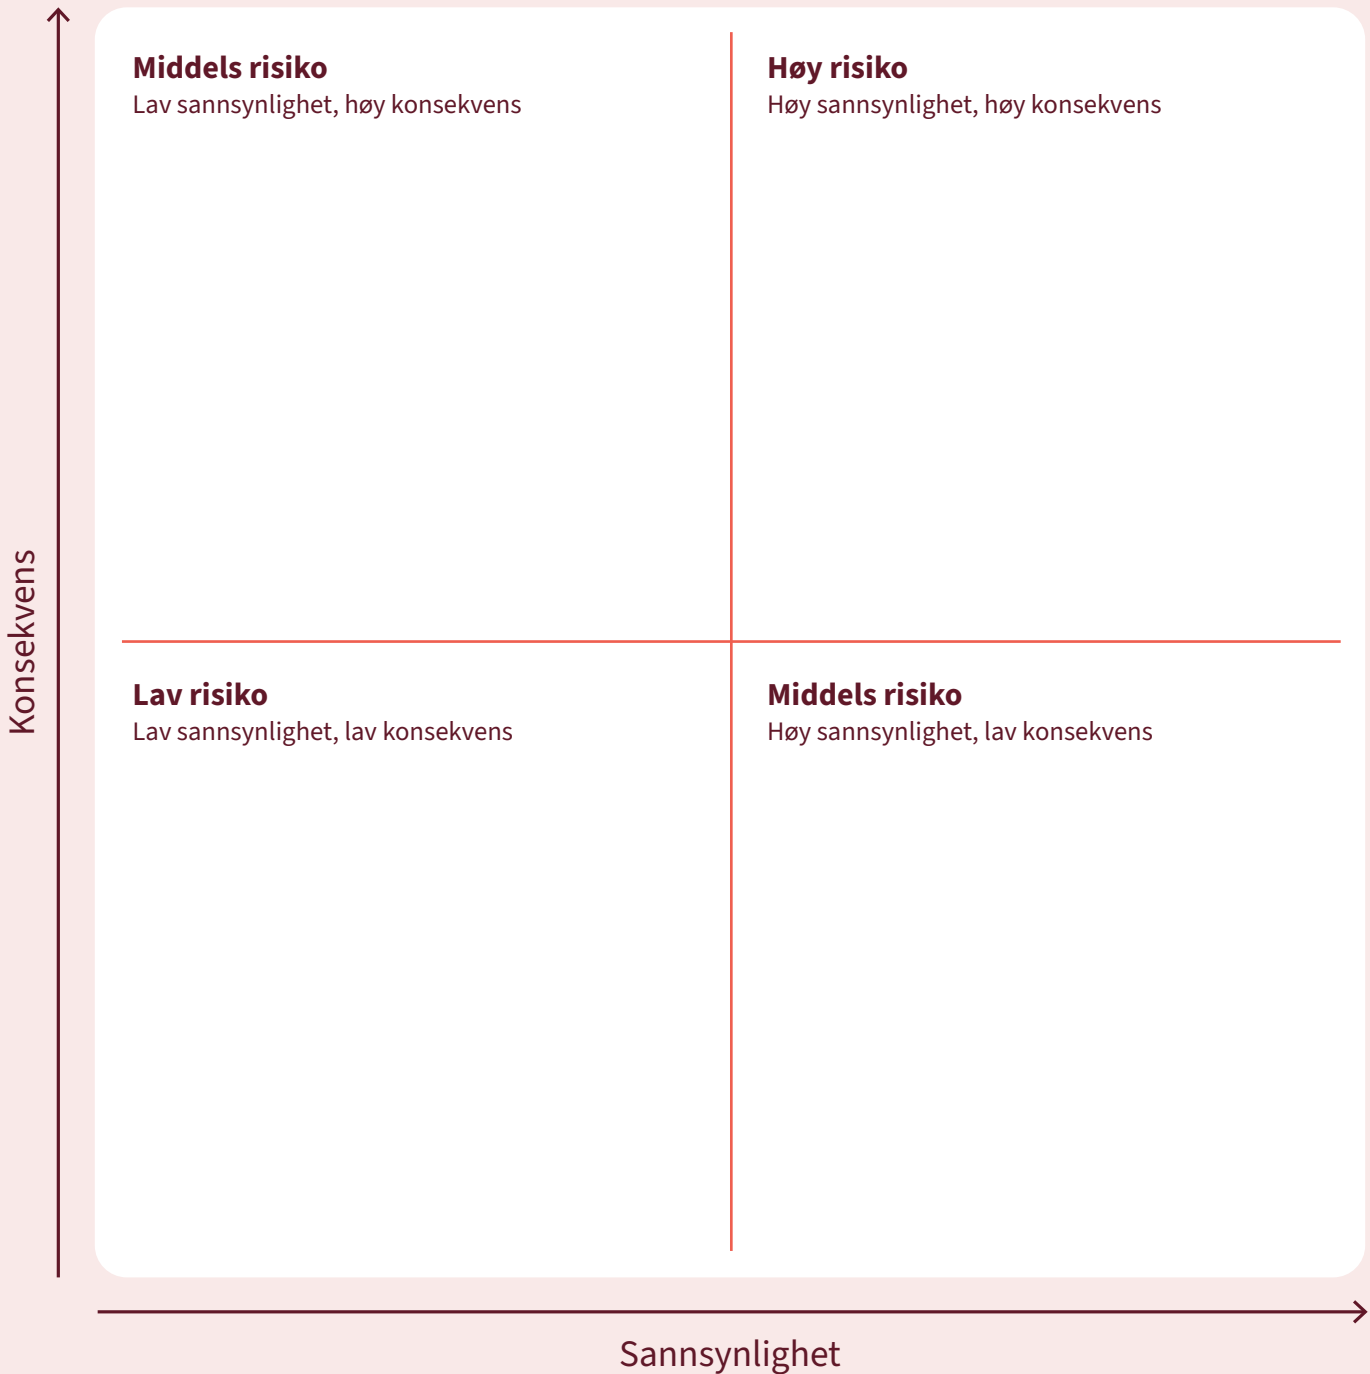 Middels risiko
Lav sannsynlighet, høy konsekvens
Høy risiko
Høy sannsynlighet, høy konsekvens
Konsekvens
Lav risiko
Lav sannsynlighet, lav konsekvens
Middels risiko
Høy sannsynlighet, lav konsekvens
Sannsynlighet